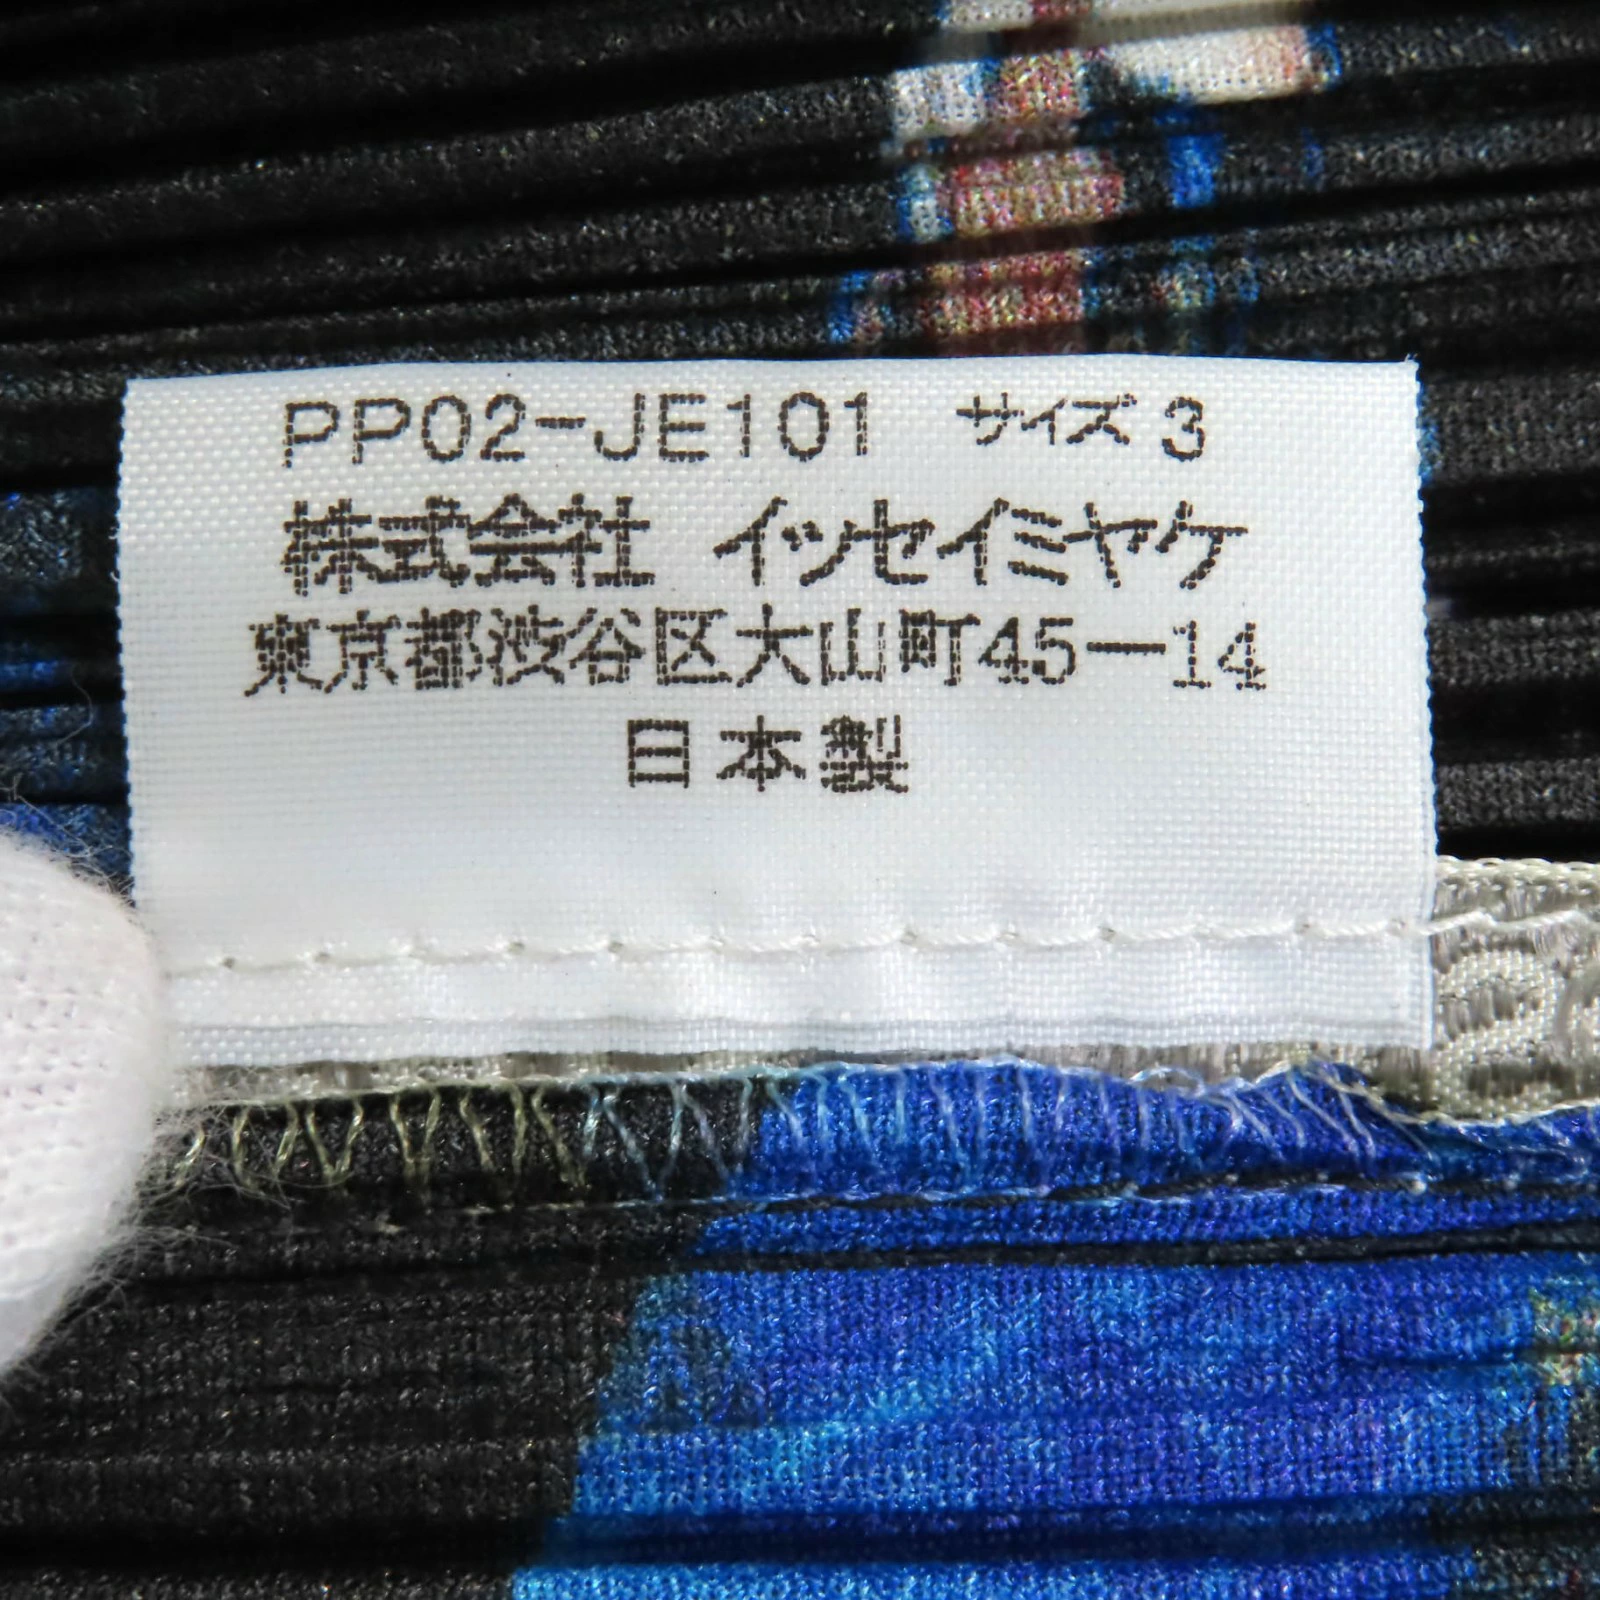 PP02-JE101 サイズ3
株式会社 イッセイミヤケ
東京都渋谷区大山町45−14
日本製